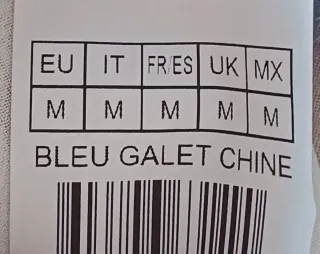 EU IT FR/ES UK MX
M M M M M
BLEU GALET CHINE